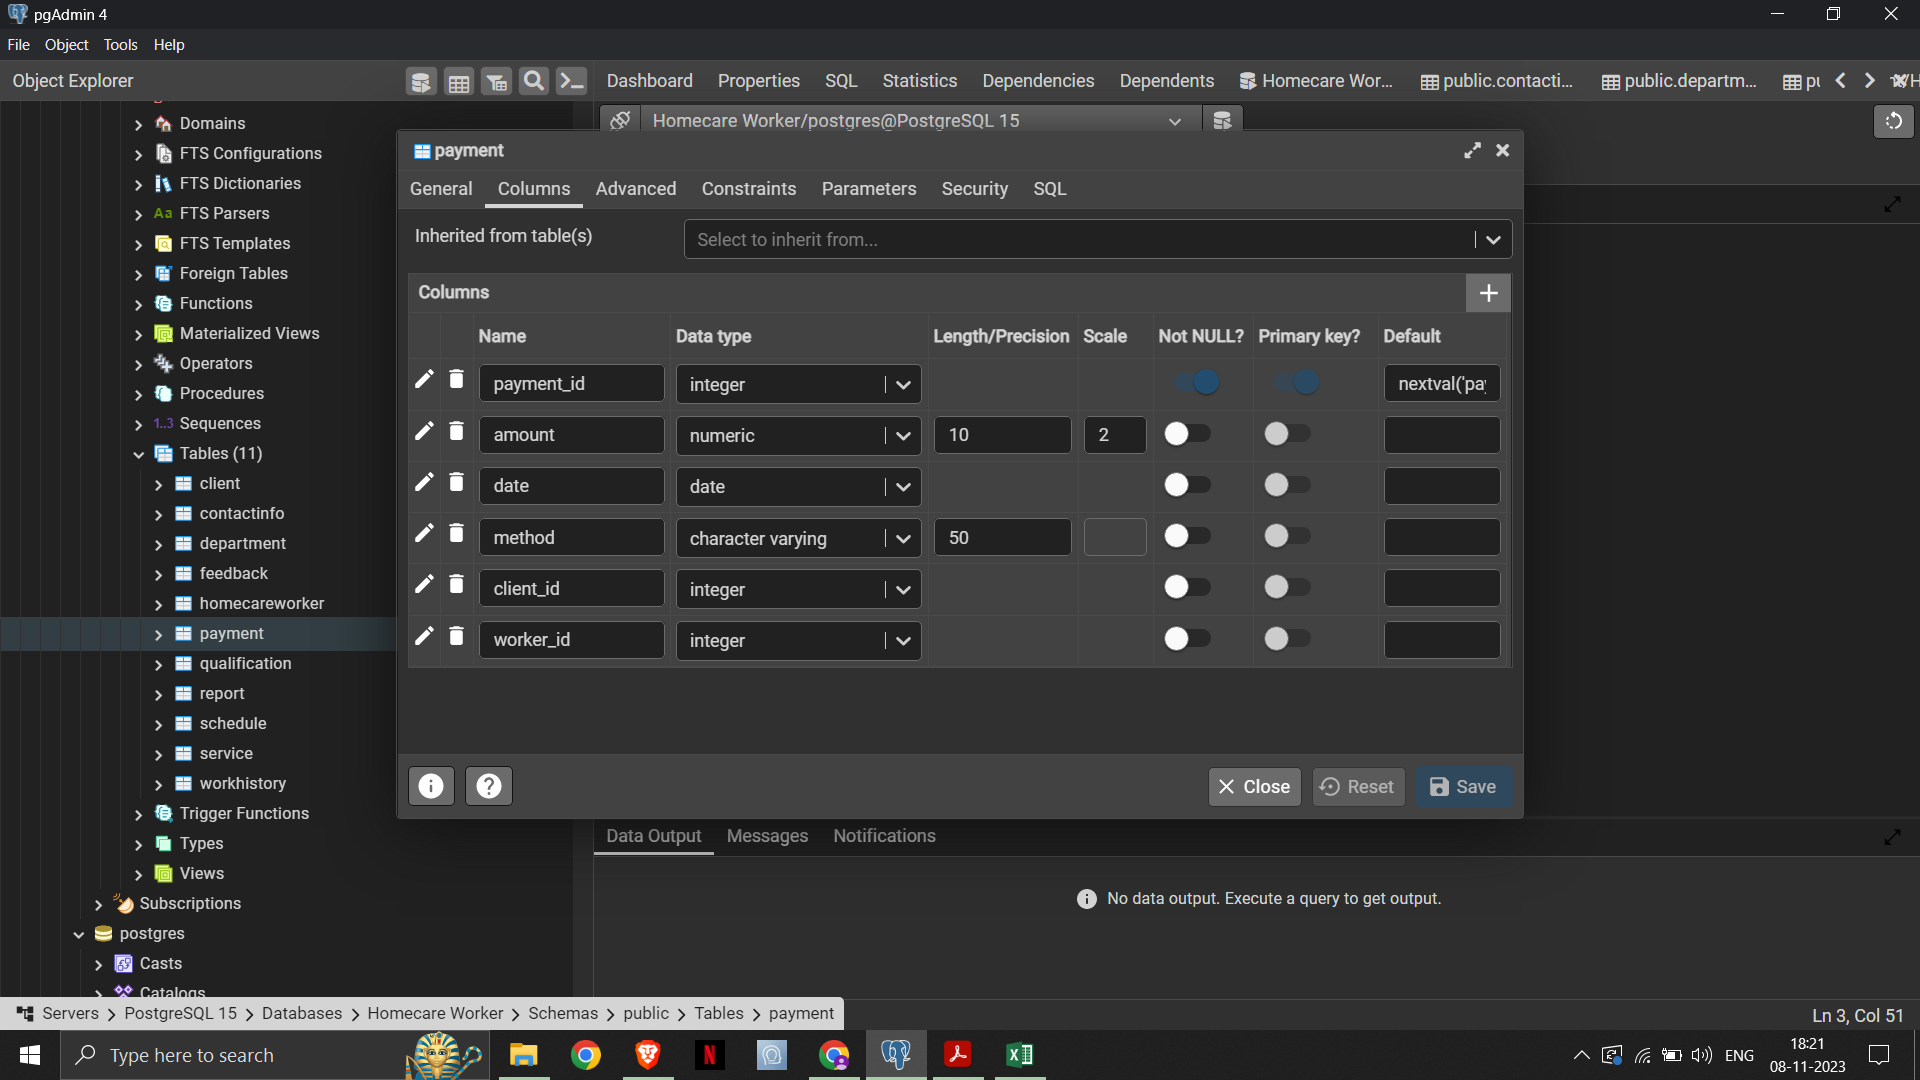 pgAdmin 4
File Object Tools Help
Object Explorer
Dashboard Properties SQL Statistics Dependencies Dependents Homecare Wor... public.contacti... public.departm... pu
Homecare Worker/postgres@PostgreSQL 15
Domains
FTS Configurations
FTS Dictionaries
Aa FTS Parsers
FTS Templates
Foreign Tables
Functions
Materialized Views
Operators
Procedures
1..3 Sequences
Tables (11)
client
contactinfo
department
feedback
homecareworker
payment
qualification
report
schedule
service
workhistory
Trigger Functions
Types
Views
Subscriptions
postgres
Casts
Catalogs
payment
General Columns Advanced Constraints Parameters Security SQL
Inherited from table(s) Select to inherit from...
Columns
Name Data type Length/Precision Scale Not NULL? Primary key? Default
payment_id integer nextval('pay
amount numeric 10 2
date date
method character varying 50
client_id integer
worker_id integer
Close Reset Save
Data Output Messages Notifications
No data output. Execute a query to get output.
Servers > PostgreSQL 15 > Databases > Homecare Worker > Schemas > public > Tables > payment
Ln 3, Col 51
Type here to search
ENG
18:21
08-11-2023